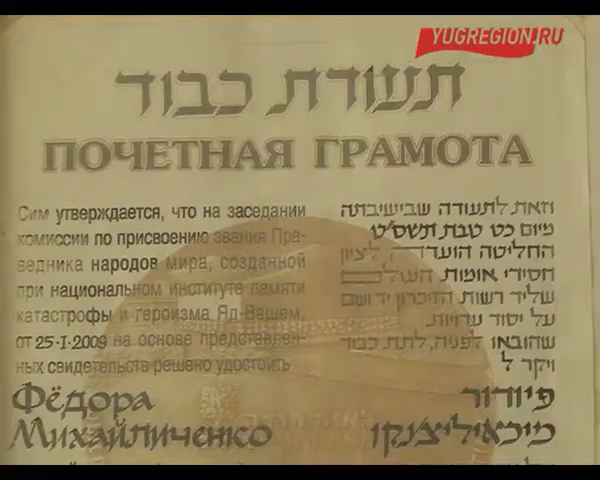 YUGREGION.RU
תעודת כבוד
ПОЧЕТНАЯ ГРАМОТА
Сим утверждается, что на заседании
комиссии по присвоению звания Пра-
ведника народов мира, созданной
при национальном институте памяти
катастрофы и героизма Яд-Вашем,
от 25-I-2009 на основе представлен-
ных свидетельств решено удостоить
Фёдора
Михайличенко
וזאת לתעודה שבישיבתה
מיום כט טבת תשס״ט
החליטה הועדה לציון
חסידי אומות העולם
שליד רשות הזיכרון יד ושם
על יסוד עדויות
שהובאו לפניה, לתת כבוד
ויקר ל
פיודור
מיכאיליצ׳נקו